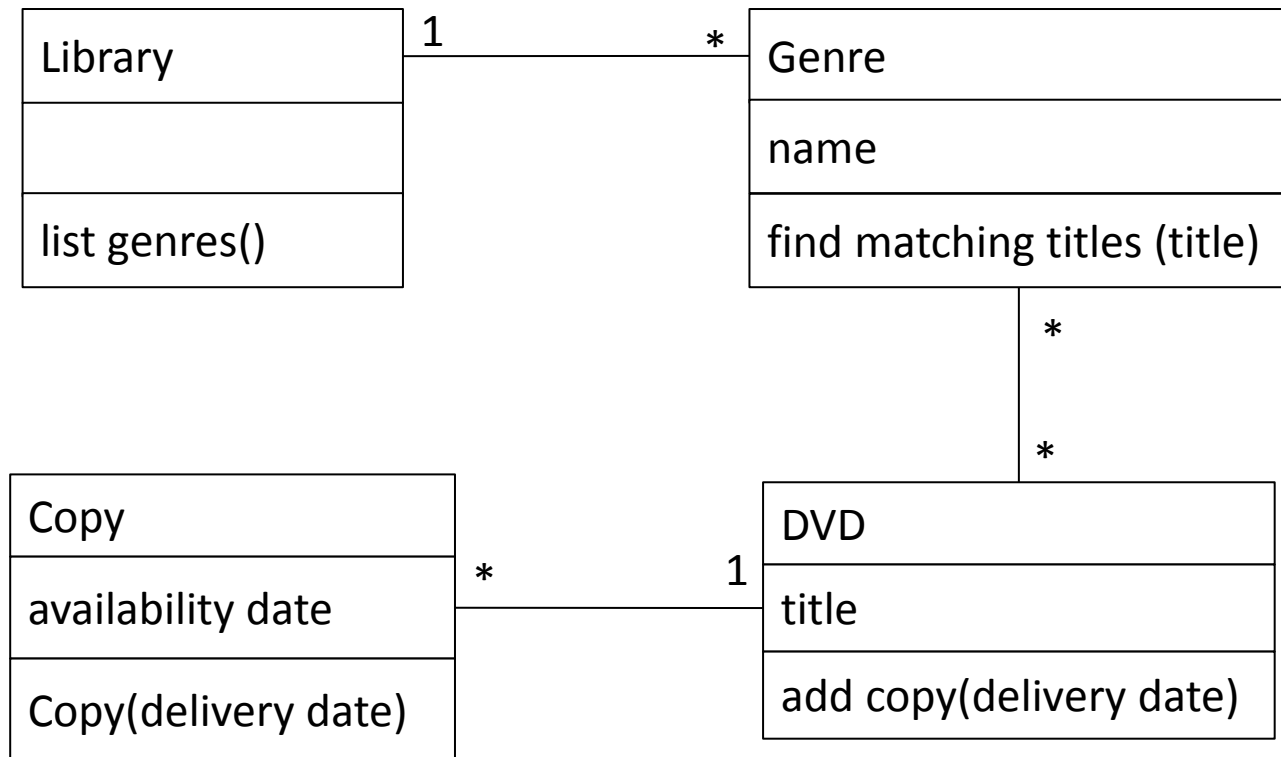 Library
list genres()
1
*
Genre
name
find matching titles (title)
*
*
Copy
availability date
Copy(delivery date)
*
1
DVD
title
add copy(delivery date)